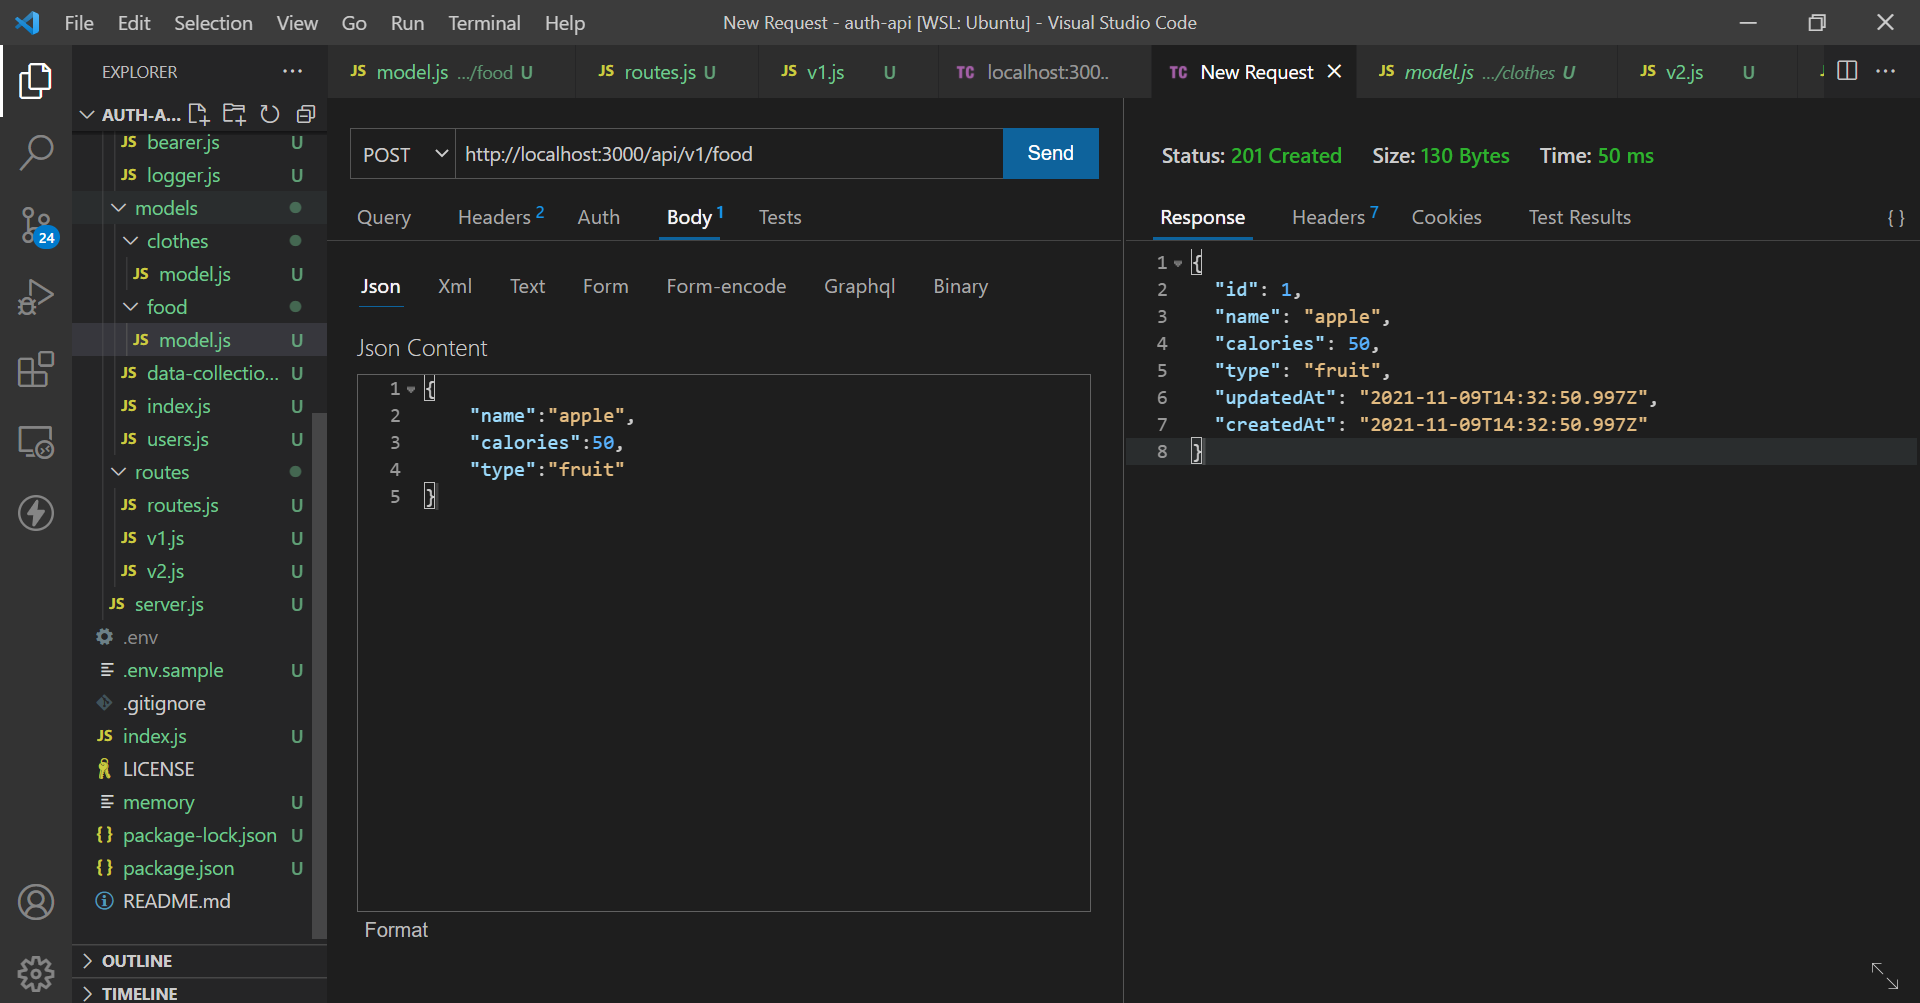 File Edit Selection View Go Run Terminal Help
New Request - auth-api [WSL: Ubuntu] - Visual Studio Code
EXPLORER
JS model.js .../food U
JS routes.js U
JS v1.js U
TC localhost:300..
TC New Request
JS model.js .../clothes U
JS v2.js U
AUTH-A...
JS bearer.js U
JS logger.js U
models
clothes
JS model.js U
food
JS model.js U
JS data-collectio... U
JS index.js U
JS users.js U
routes
JS routes.js U
JS v1.js U
JS v2.js U
JS server.js U
.env
.env.sample U
.gitignore
JS index.js U
LICENSE
memory U
{} package-lock.json U
{} package.json U
README.md
OUTLINE
TIMELINE
24
POST http://localhost:3000/api/v1/food Send
Query Headers 2 Auth Body 1 Tests
Json Xml Text Form Form-encode Graphql Binary
Json Content
1 {
2 "name":"apple",
3 "calories":50,
4 "type":"fruit"
5 }
Format
Status: 201 Created Size: 130 Bytes Time: 50 ms
Response Headers 7 Cookies Test Results { }
1 {
2 "id": 1,
3 "name": "apple",
4 "calories": 50,
5 "type": "fruit",
6 "updatedAt": "2021-11-09T14:32:50.997Z",
7 "createdAt": "2021-11-09T14:32:50.997Z"
8 }